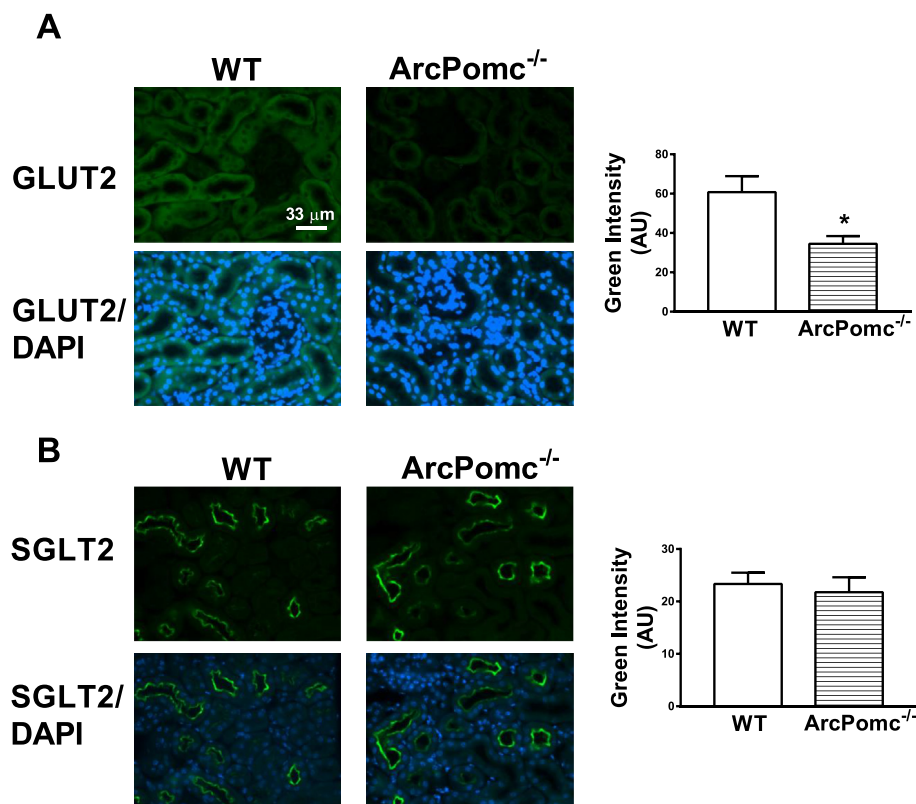 A
WT ArcPomc-/-
GLUT2
33 μm
GLUT2/
DAPI
Green Intensity
(AU)
80
60
40
20
0
*
WT ArcPomc-/-
B
WT ArcPomc-/-
SGLT2
SGLT2/
DAPI
Green Intensity
(AU)
30
20
10
0
WT ArcPomc-/-